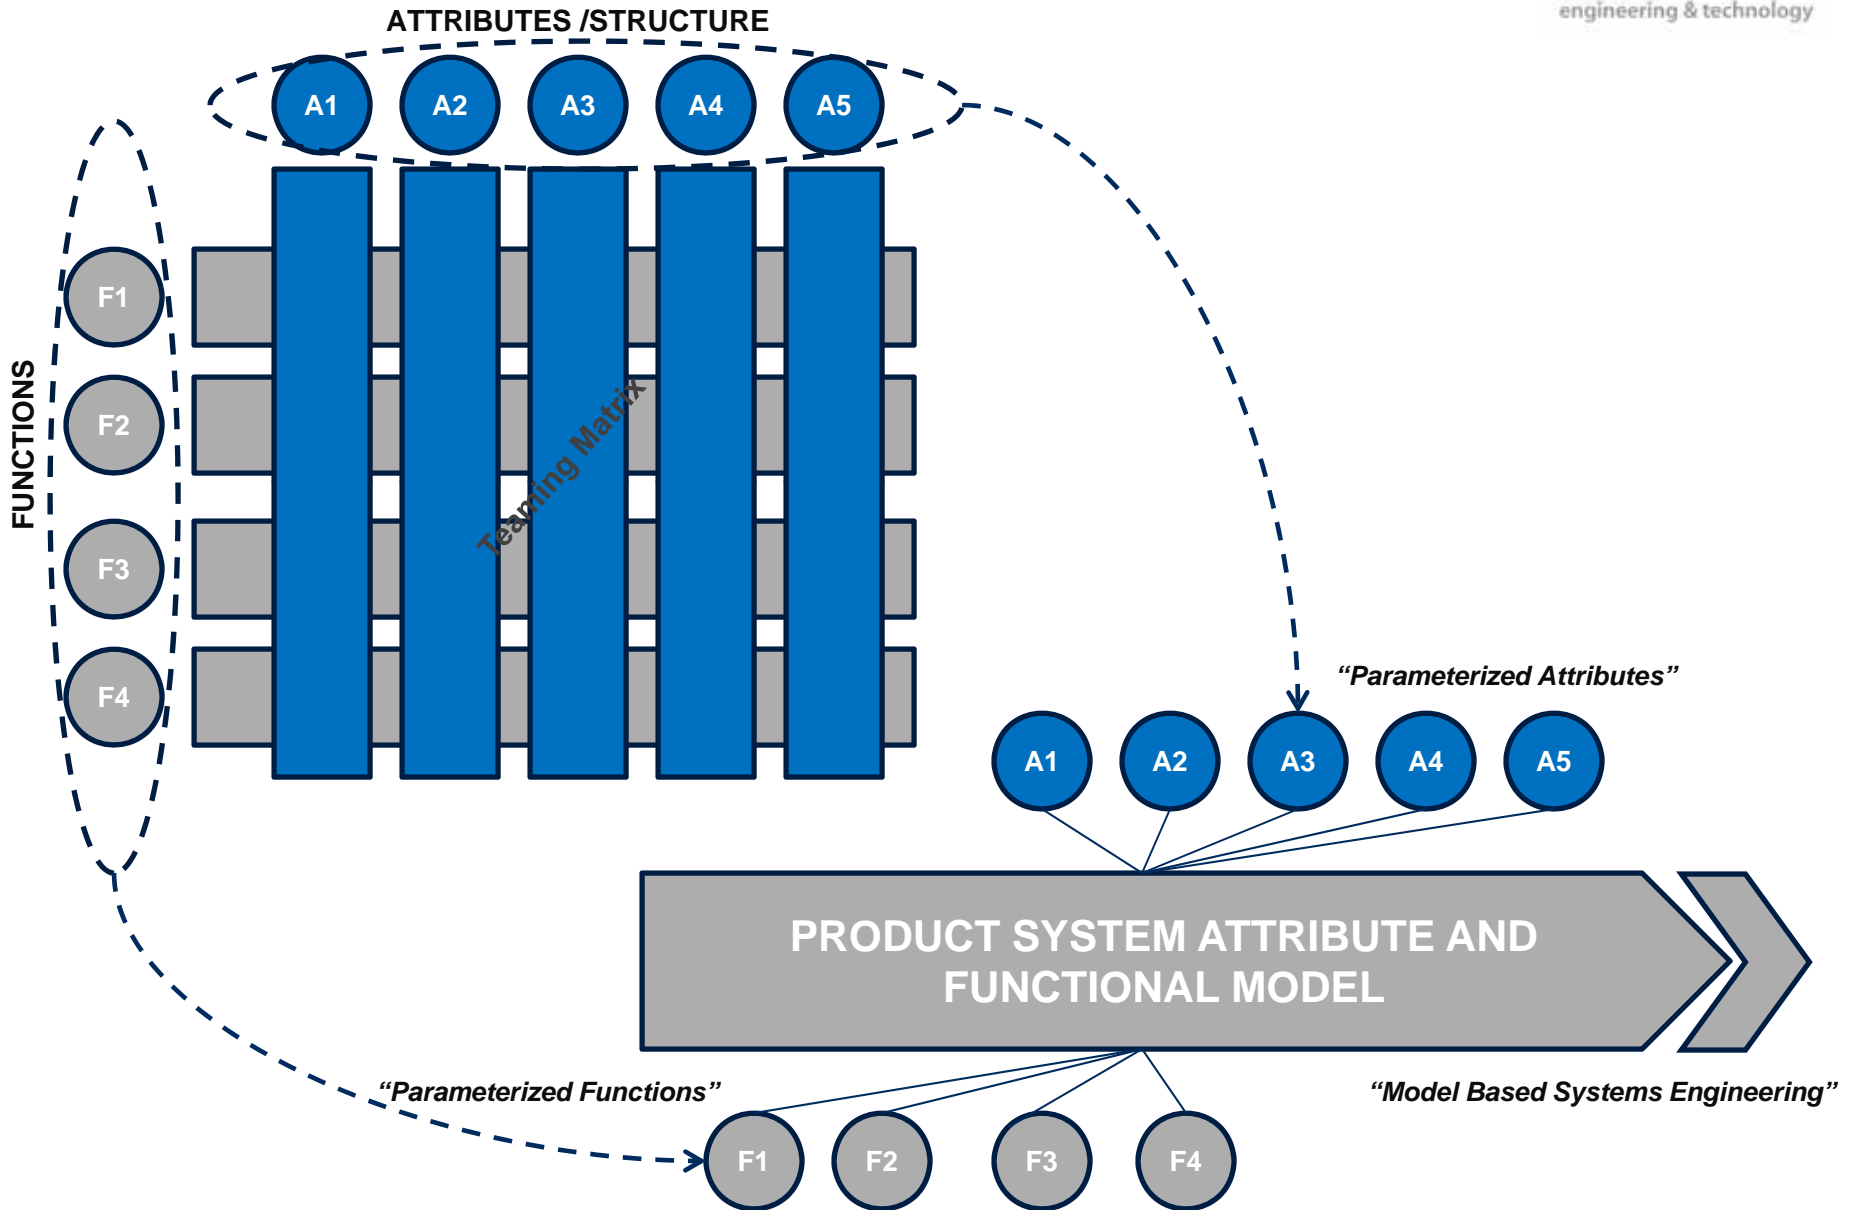 engineering & technology
ATTRIBUTES /STRUCTURE
A1
A2
A3
A4
A5
FUNCTIONS
F1
F2
F3
F4
Teaming Matrix
“Parameterized Attributes”
A1
A2
A3
A4
A5
PRODUCT SYSTEM ATTRIBUTE AND
FUNCTIONAL MODEL
“Parameterized Functions”
“Model Based Systems Engineering”
F1
F2
F3
F4